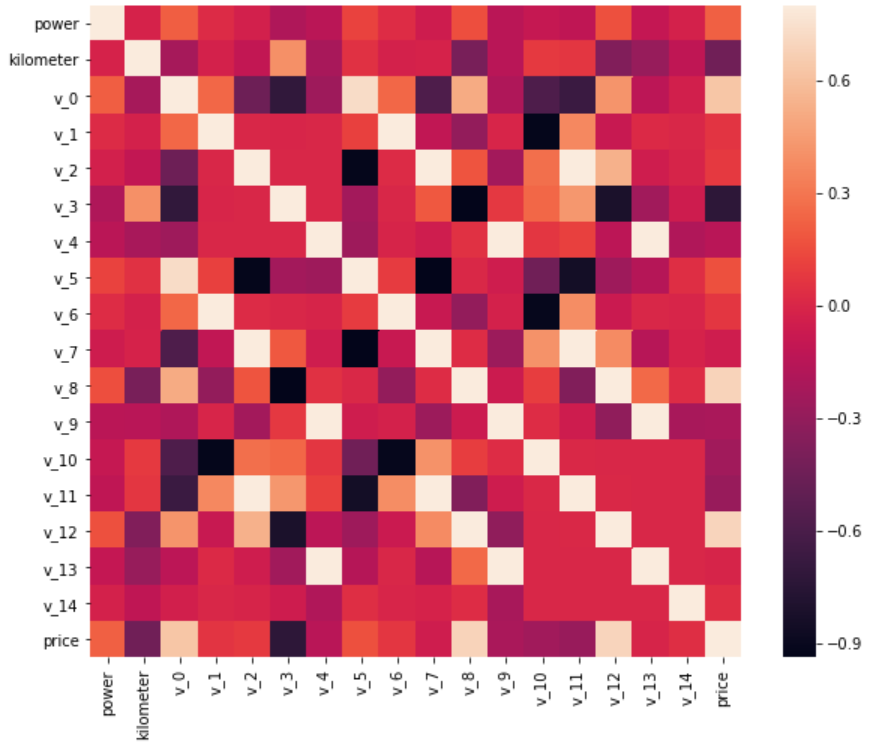 power
kilometer
v_0
v_1
v_2
v_3
v_4
v_5
v_6
v_7
v_8
v_9
v_10
v_11
v_12
v_13
v_14
price
power
kilometer
v_0
v_1
v_2
v_3
v_4
v_5
v_6
v_7
v_8
v_9
v_10
v_11
v_12
v_13
v_14
price
0.6
0.3
0.0
−0.3
−0.6
−0.9